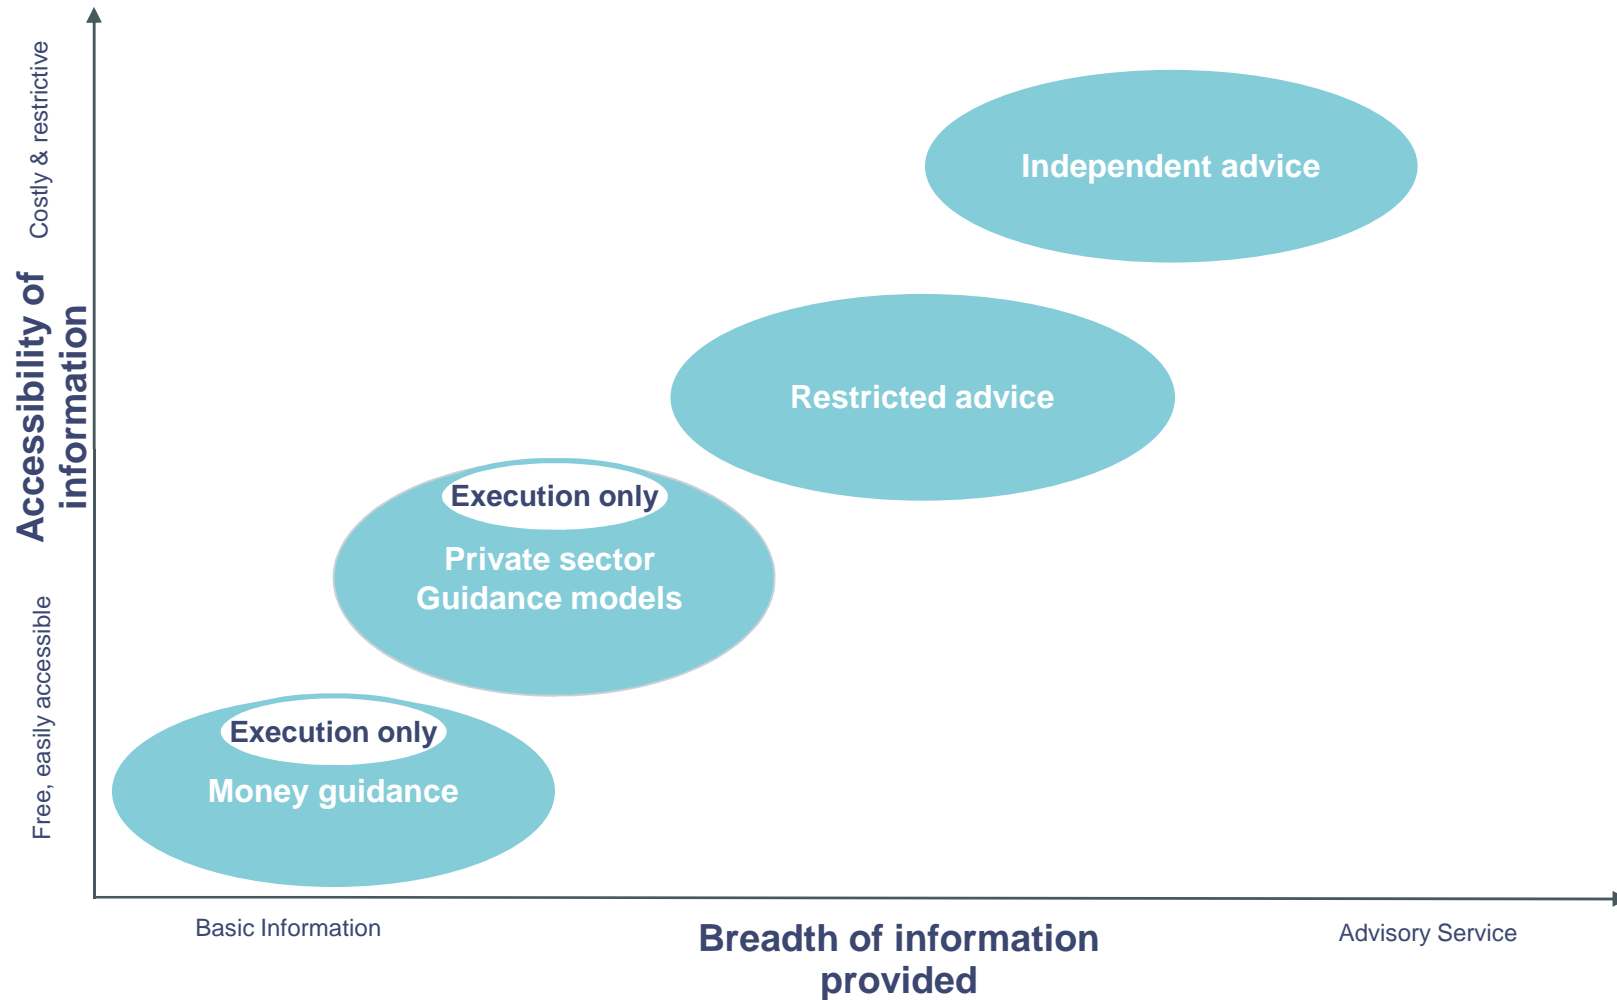 Costly & restrictive
Accessibility of
information
Free, easily accessible
Independent advice
Restricted advice
Execution only
Private sector
Guidance models
Execution only
Money guidance
Basic Information
Breadth of information
provided
Advisory Service